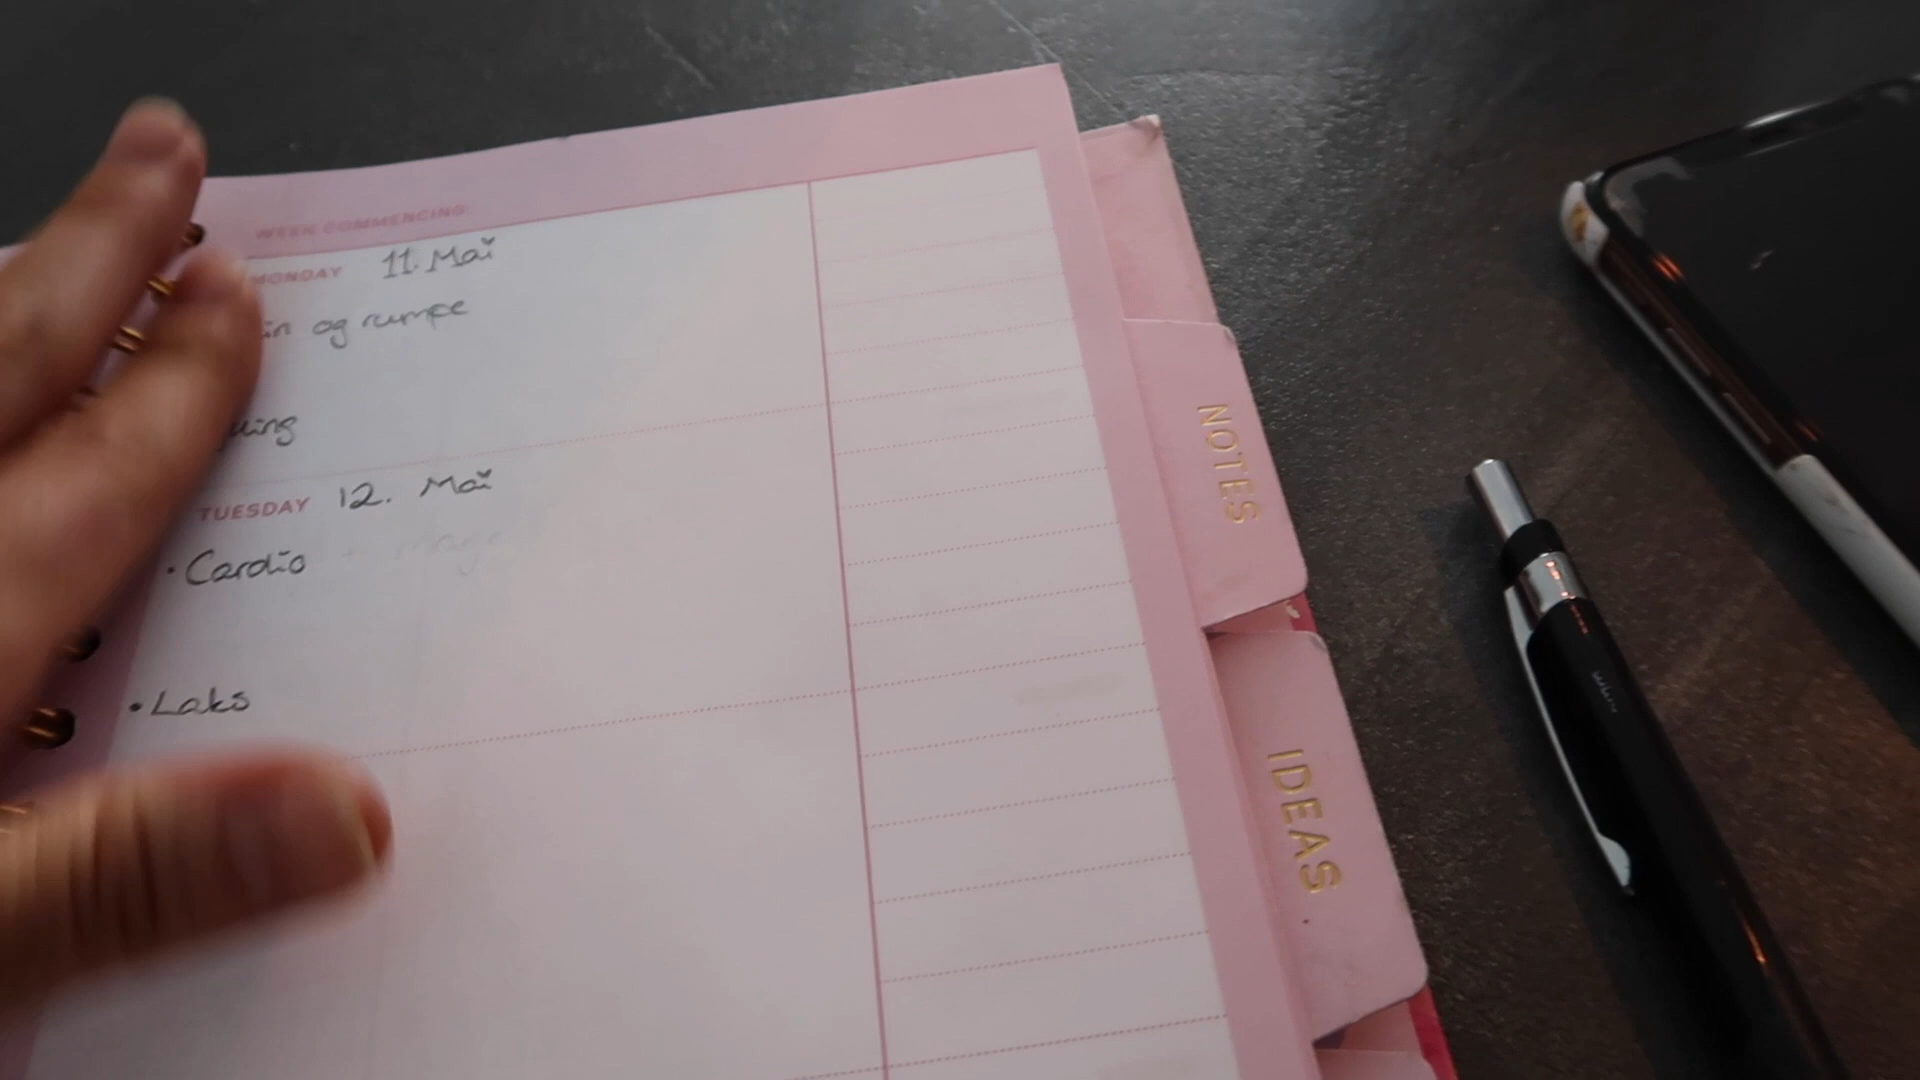 WEEK COMMENCING:
MONDAY 11. Mai
og rumpe
TUESDAY 12. Mai
• Cardio
• Laks
NOTES
IDEAS